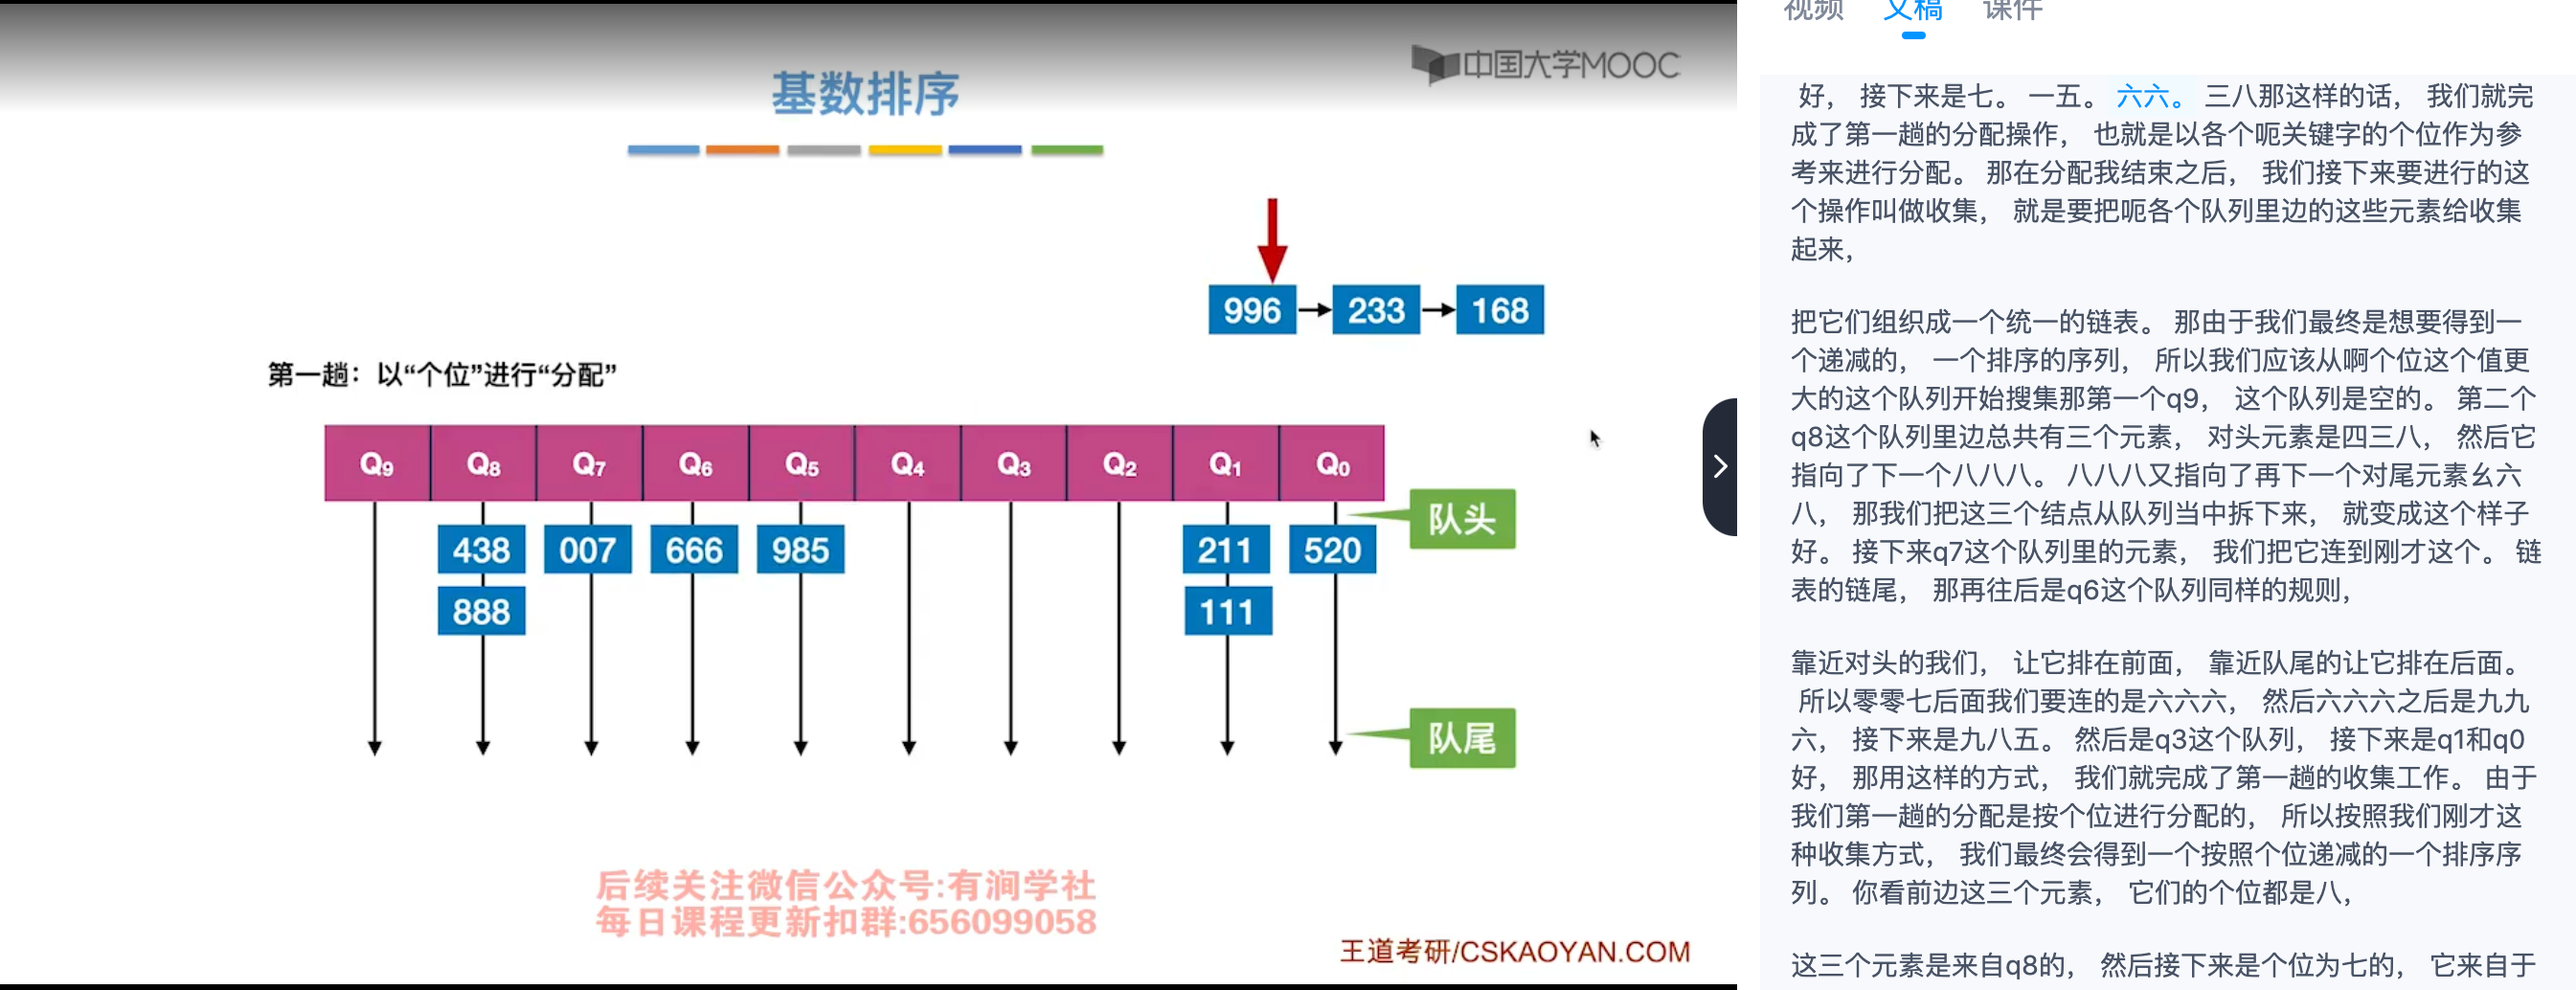 基数排序
中国大学MOOC
996
233
168
第一趟：以“个位”进行“分配”
Q9 Q8 Q7 Q6 Q5 Q4 Q3 Q2 Q1 Q0
队头
438 007 666 985 211 520
888 111
队尾
后续关注微信公众号:有涧学社
每日课程更新扣群:656099058
王道考研/CSKAOYAN.COM
视频 文稿 课件
好， 接下来是七。 一五。 六六。 三八那这样的话， 我们就完
成了第一趟的分配操作， 也就是以各个呃关键字的个位作为参
考来进行分配。 那在分配我结束之后， 我们接下来要进行的这
个操作叫做收集， 就是要把呃各个队列里边的这些元素给收集
起来，
把它们组织成一个统一的链表。 那由于我们最终是想要得到一
个递减的， 一个排序的序列， 所以我们应该从啊个位这个值更
大的这个队列开始搜集那第一个q9， 这个队列是空的。 第二个
q8这个队列里边总共有三个元素， 对头元素是四三八， 然后它
指向了下一个八八八。 八八八又指向了再下一个对尾元素幺六
八， 那我们把这三个结点从队列当中拆下来， 就变成这个样子
好。 接下来q7这个队列里的元素， 我们把它连到刚才这个。 链
表的链尾， 那再往后是q6这个队列同样的规则，
靠近对头的我们， 让它排在前面， 靠近队尾的让它排在后面。
所以零零七后面我们要连的是六六六， 然后六六六之后是九九
六， 接下来是九八五。 然后是q3这个队列， 接下来是q1和q0
好， 那用这样的方式， 我们就完成了第一趟的收集工作。 由于
我们第一趟的分配是按个位进行分配的， 所以按照我们刚才这
种收集方式， 我们最终会得到一个按照个位递减的一个排序序
列。 你看前边这三个元素， 它们的个位都是八，
这三个元素是来自q8的， 然后接下来是个位为七的， 它来自于